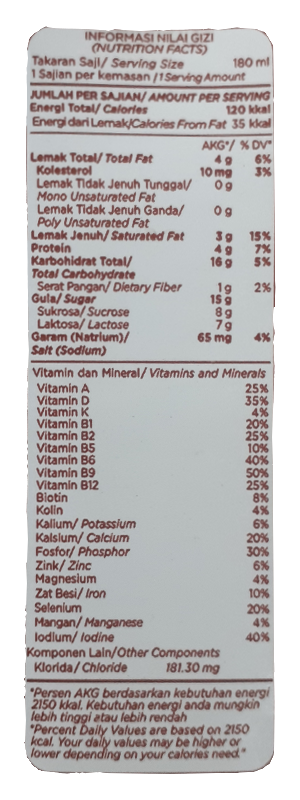 INFORMASI NILAI GIZI
(NUTRITION FACTS)
Takaran Saji/ Serving Size 180 ml
1 Sajian per kemasan /1 Serving Amount
JUMLAH PER SAJIAN/ AMOUNT PER SERVING
Energi Total/ Calories 120 kkal
Energi dari Lemak/Calories From Fat 35 kkal
AKG*/ % DV*
Lemak Total/ Total Fat 4 g 6%
Kolesterol 10 mg 3%
Lemak Tidak Jenuh Tunggal/ 0 g
Mono Unsaturated Fat
Lemak Tidak Jenuh Ganda/ 0 g
Poly Unsaturated Fat
Lemak Jenuh/ Saturated Fat 3 g 15%
Protein 4 g 7%
Karbohidrat Total/ 16 g 5%
Total Carbohydrate
Serat Pangan/ Dietary Fiber 1 g 2%
Gula/ Sugar 15 g
Sukrosa/ Sucrose 8 g
Laktosa/ Lactose 7 g
Garam (Natrium)/ 65 mg 4%
Salt (Sodium)
Vitamin dan Mineral/ Vitamins and Minerals
Vitamin A 25%
Vitamin D 35%
Vitamin K 4%
Vitamin B1 20%
Vitamin B2 25%
Vitamin B5 10%
Vitamin B6 40%
Vitamin B9 50%
Vitamin B12 25%
Biotin 8%
Kolin 4%
Kalium/ Potassium 6%
Kalsium/ Calcium 20%
Fosfor/ Phosphor 30%
Zink/ Zinc 6%
Magnesium 4%
Zat Besi/ Iron 10%
Selenium 20%
Mangan/ Manganese 4%
Iodium/ Iodine 40%
Komponen Lain/Other Components
Klorida/ Chloride 181.30 mg
*Persen AKG berdasarkan kebutuhan energi
2150 kkal. Kebutuhan energi anda mungkin
lebih tinggi atau lebih rendah
*Percent Daily Values are based on 2150
kcal. Your daily values may be higher or
lower depending on your calories need."